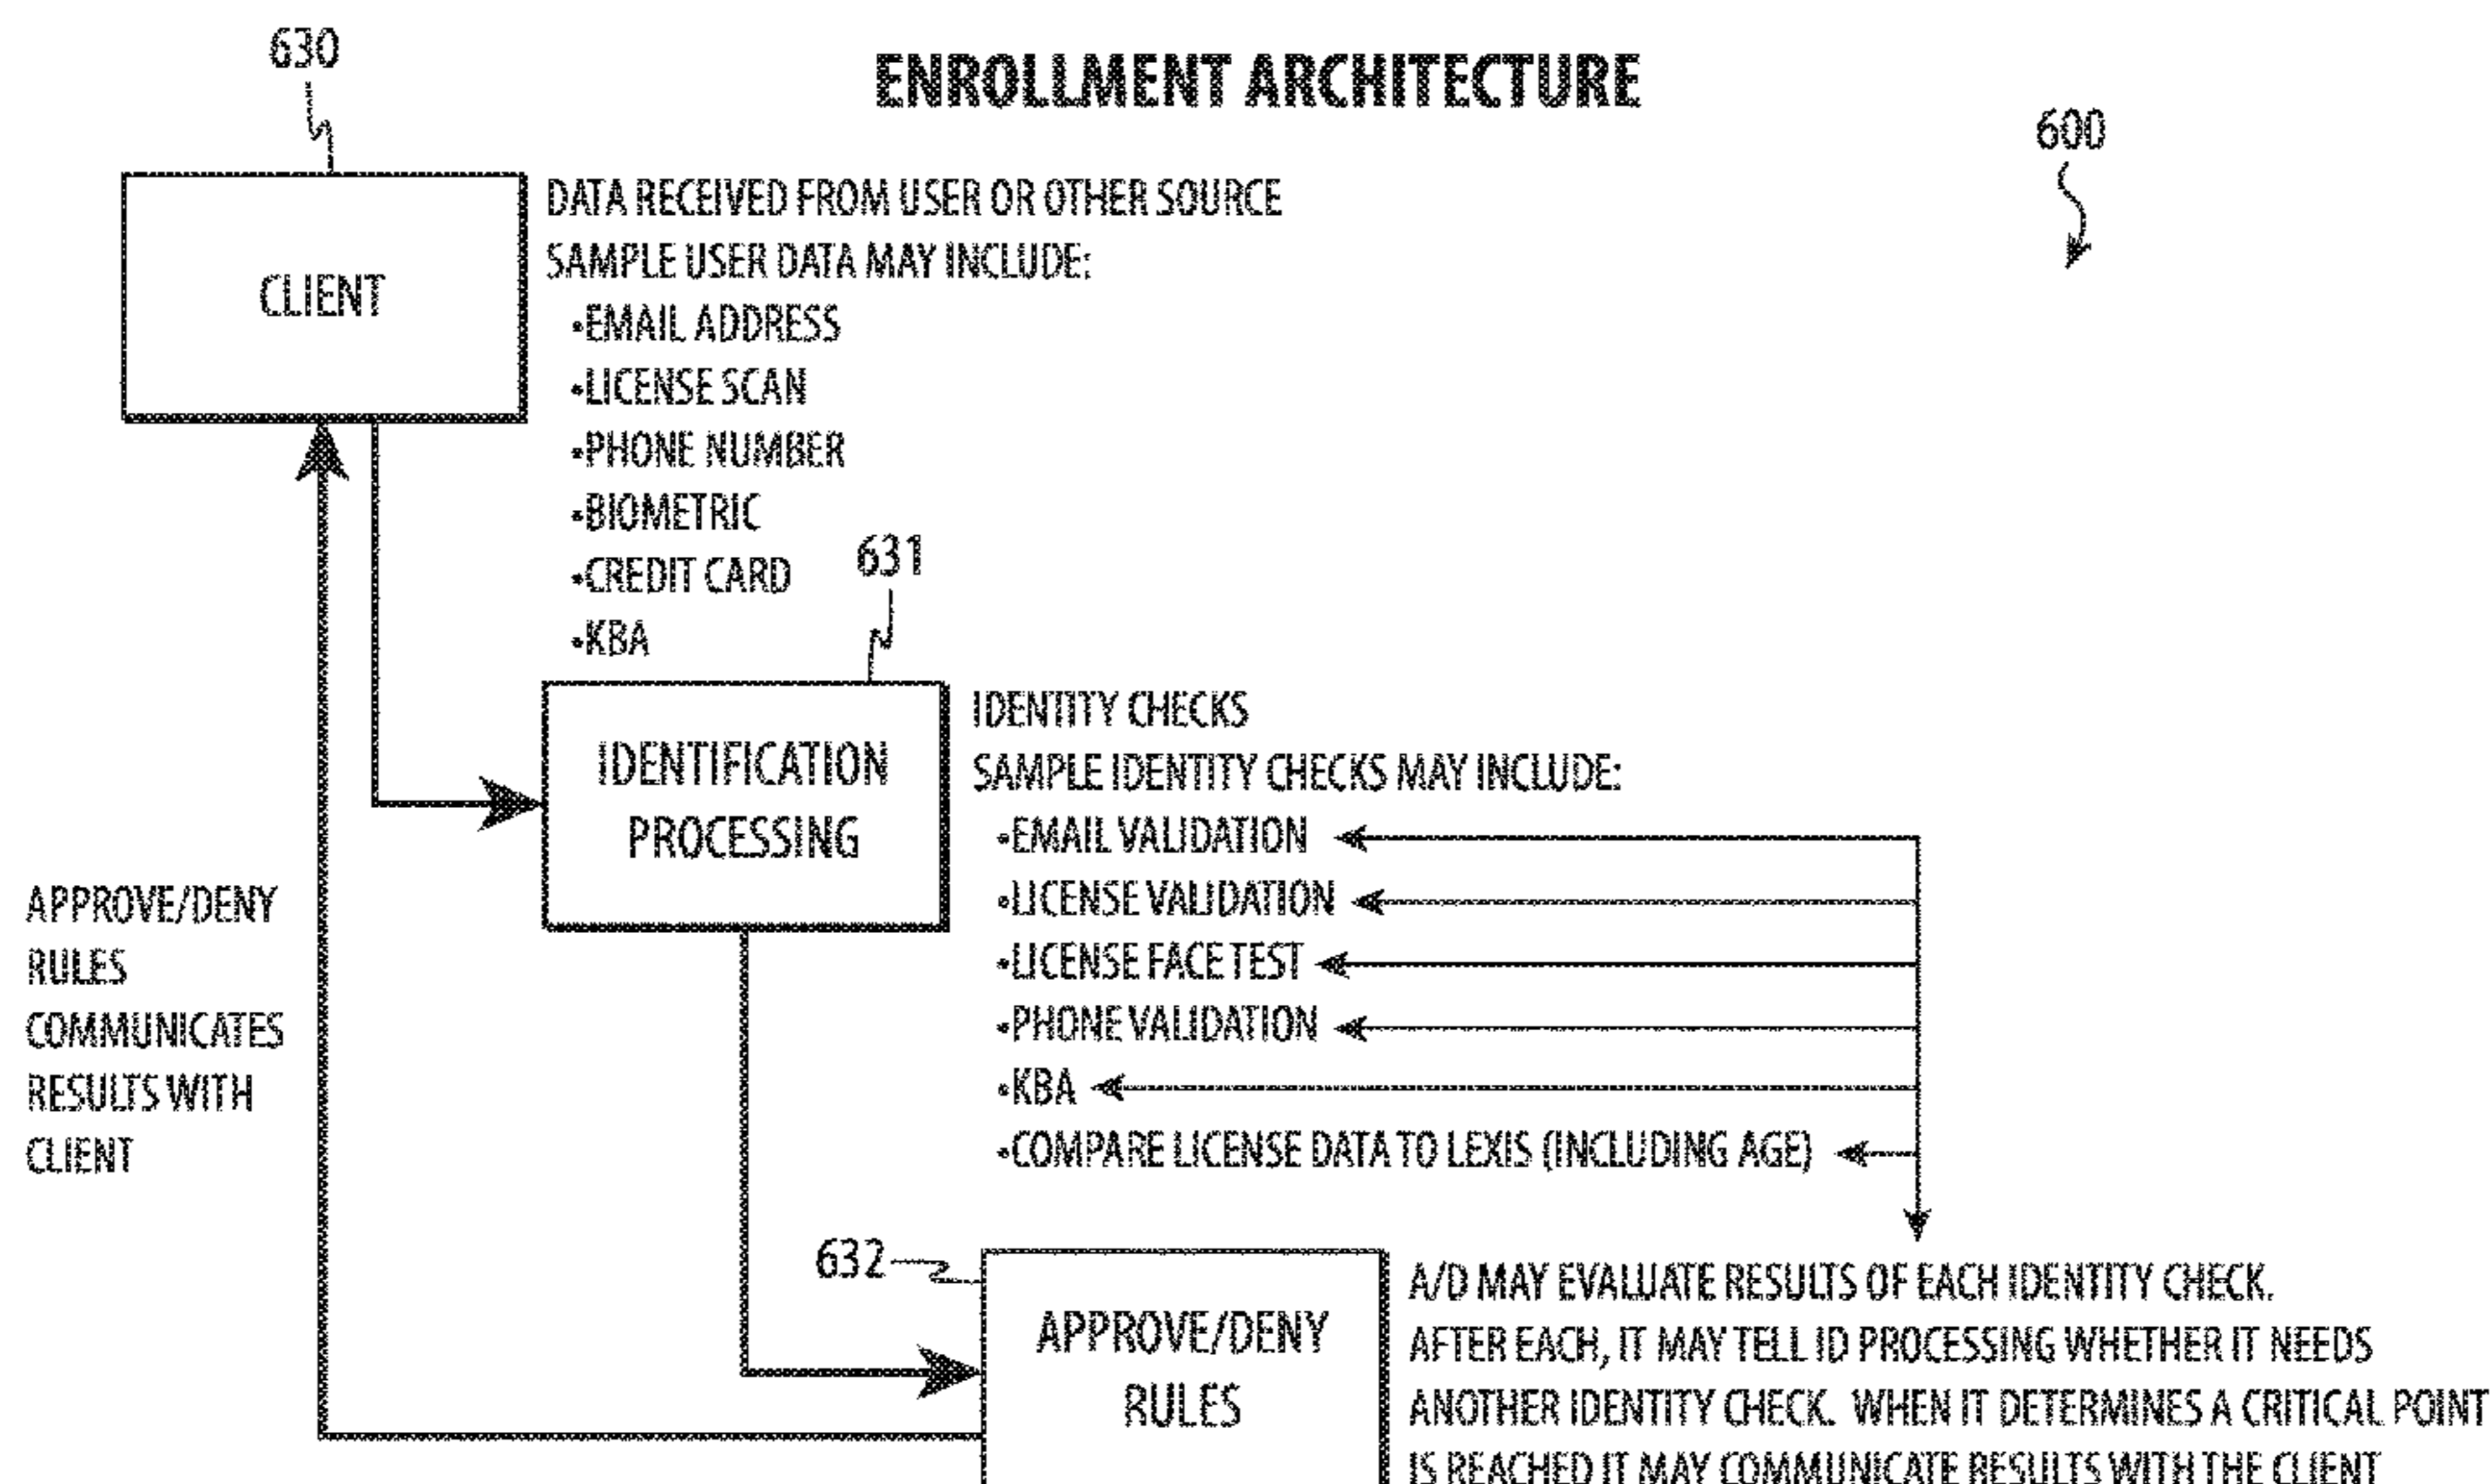 630
ENROLLMENT ARCHITECTURE
600
CLIENT
DATA RECEIVED FROM USER OR OTHER SOURCE
SAMPLE USER DATA MAY INCLUDE:
•EMAIL ADDRESS
•LICENSE SCAN
•PHONE NUMBER
•BIOMETRIC
•CREDIT CARD
•KBA
631
IDENTIFICATION
PROCESSING
IDENTITY CHECKS
SAMPLE IDENTITY CHECKS MAY INCLUDE:
•EMAIL VALIDATION
•LICENSE VALIDATION
•LICENSE FACE TEST
•PHONE VALIDATION
•KBA
•COMPARE LICENSE DATA TO LEXIS (INCLUDING AGE)
APPROVE/DENY
RULES
COMMUNICATES
RESULTS WITH
CLIENT
632
APPROVE/DENY
RULES
A/D MAY EVALUATE RESULTS OF EACH IDENTITY CHECK.
AFTER EACH, IT MAY TELL ID PROCESSING WHETHER IT NEEDS
ANOTHER IDENTITY CHECK. WHEN IT DETERMINES A CRITICAL POINT
IS REACHED IT MAY COMMUNICATE RESULTS WITH THE CLIENT